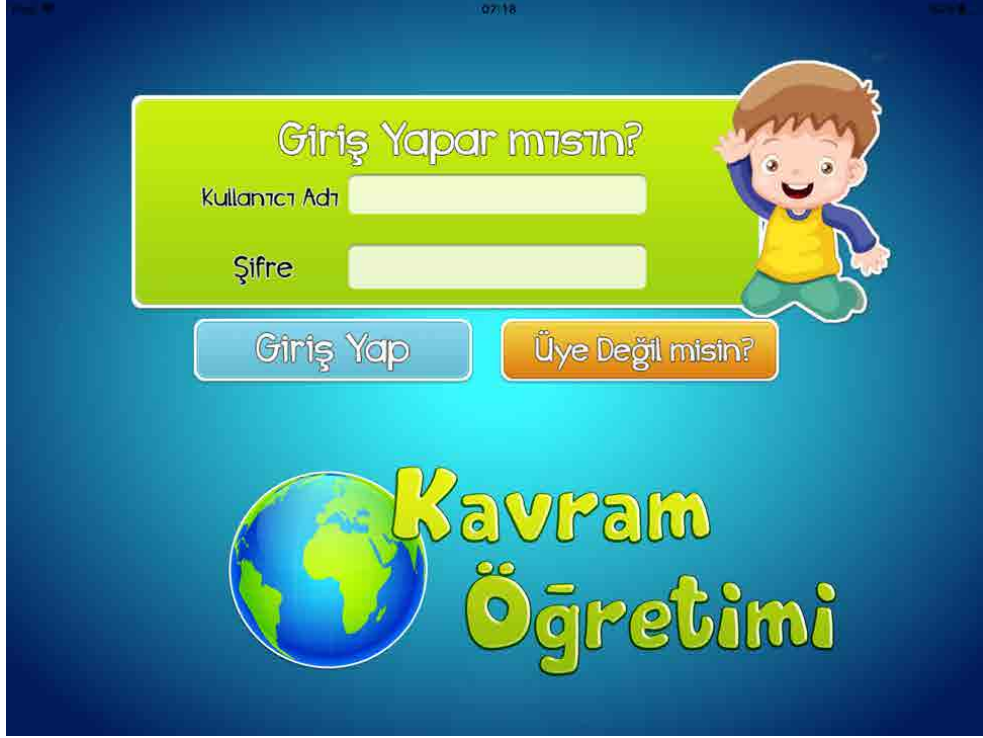 07:18
Giriş Yapar mısın?
Kullanıcı Adı
Şifre
Giriş Yap
Üye Değil misin?
Kavram
Öğretimi